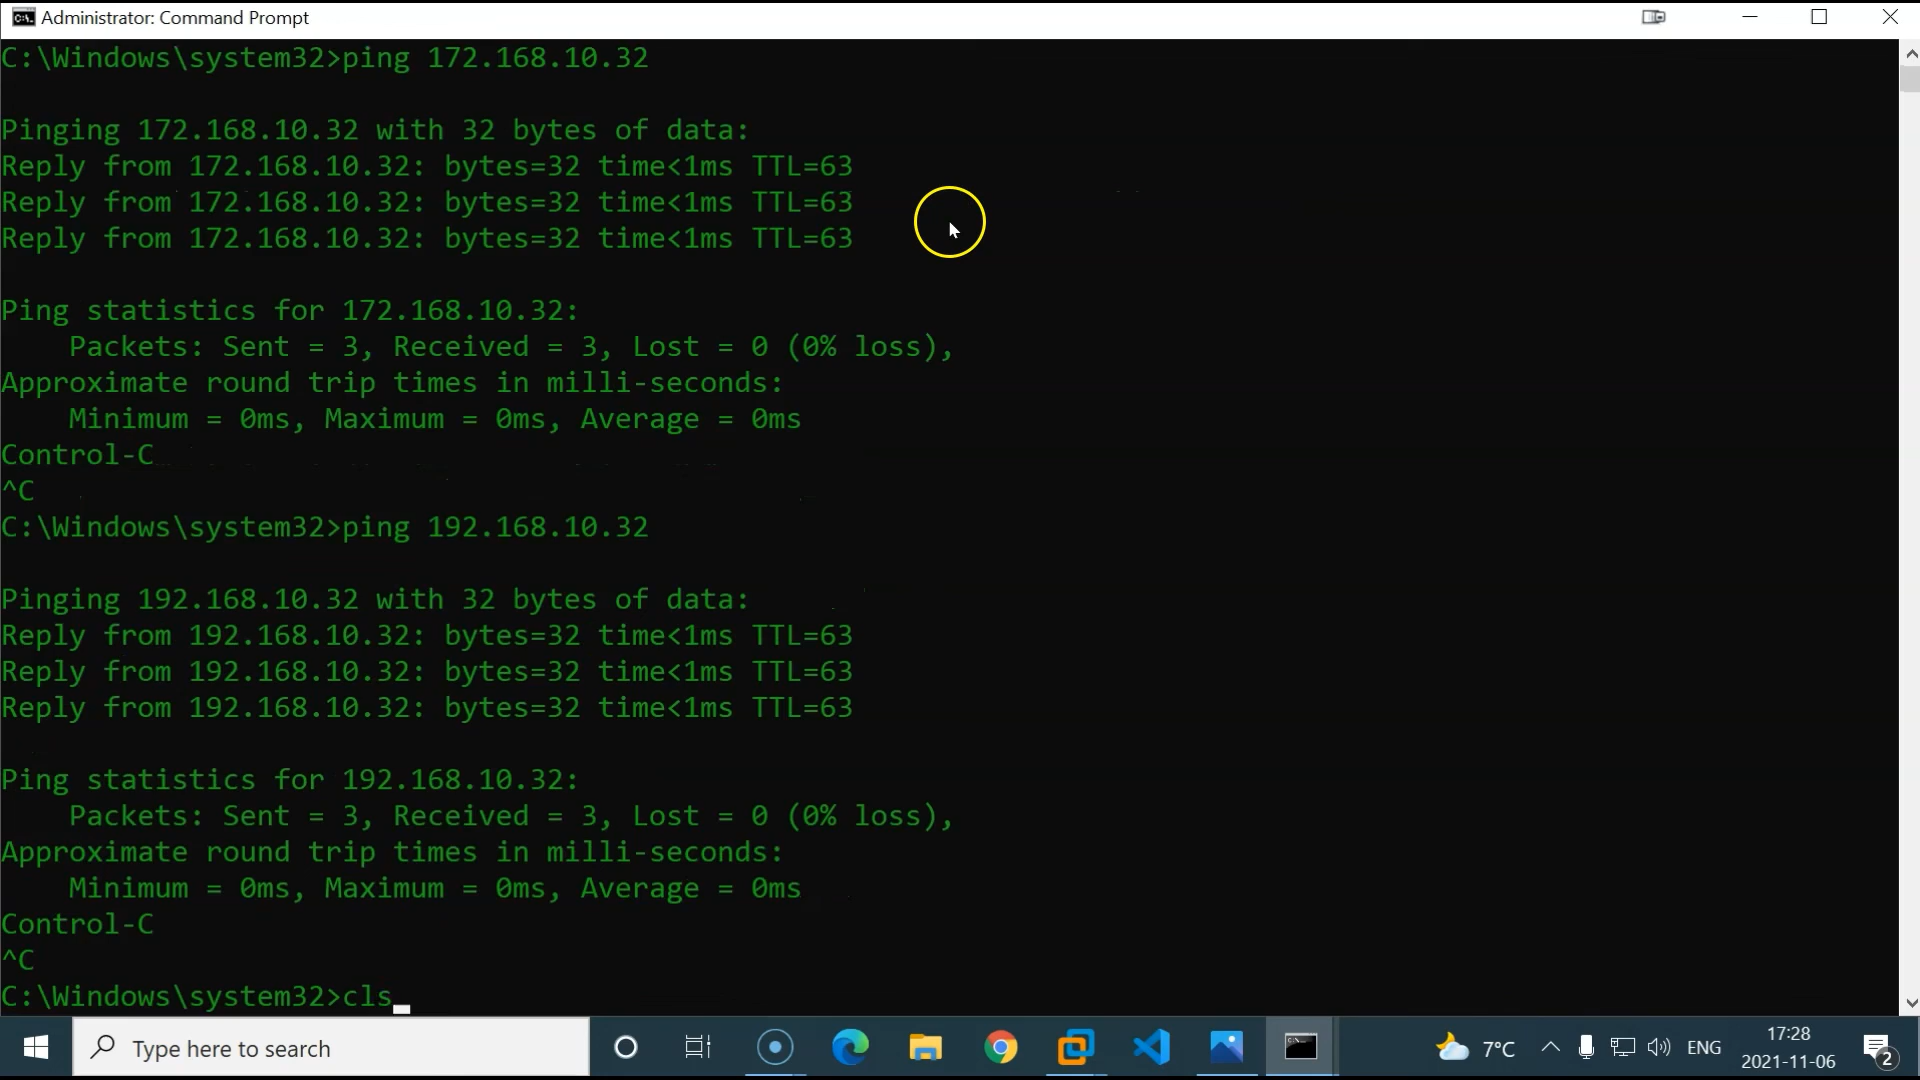 Administrator: Command Prompt
C:\Windows\system32>ping 172.168.10.32
Pinging 172.168.10.32 with 32 bytes of data:
Reply from 172.168.10.32: bytes=32 time<1ms TTL=63
Reply from 172.168.10.32: bytes=32 time<1ms TTL=63
Reply from 172.168.10.32: bytes=32 time<1ms TTL=63
Ping statistics for 172.168.10.32:
    Packets: Sent = 3, Received = 3, Lost = 0 (0% loss),
Approximate round trip times in milli-seconds:
    Minimum = 0ms, Maximum = 0ms, Average = 0ms
Control-C
^C
C:\Windows\system32>ping 192.168.10.32
Pinging 192.168.10.32 with 32 bytes of data:
Reply from 192.168.10.32: bytes=32 time<1ms TTL=63
Reply from 192.168.10.32: bytes=32 time<1ms TTL=63
Reply from 192.168.10.32: bytes=32 time<1ms TTL=63
Ping statistics for 192.168.10.32:
    Packets: Sent = 3, Received = 3, Lost = 0 (0% loss),
Approximate round trip times in milli-seconds:
    Minimum = 0ms, Maximum = 0ms, Average = 0ms
Control-C
^C
C:\Windows\system32>cls
Type here to search
7°C
ENG
17:28
2021-11-06
2